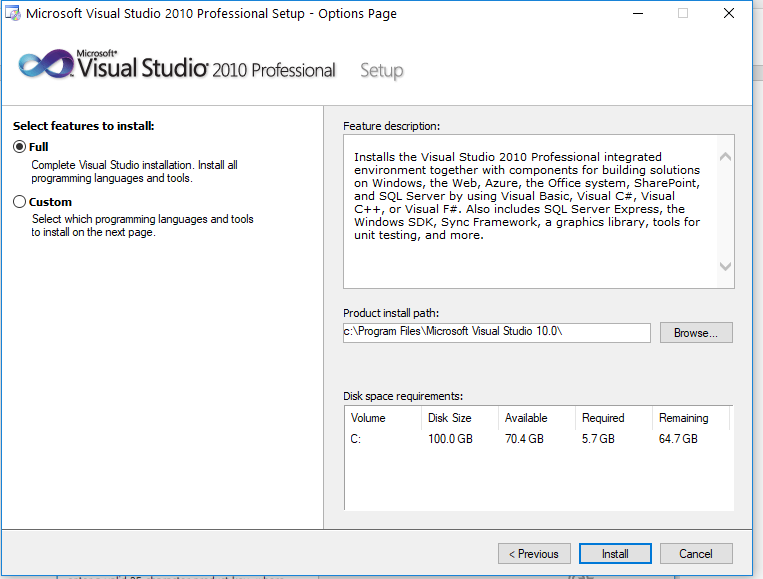 Microsoft Visual Studio 2010 Professional Setup - Options Page
Microsoft®
Visual Studio® 2010 Professional Setup
Select features to install:
Full
Complete Visual Studio installation. Install all
programming languages and tools.
Custom
Select which programming languages and tools
to install on the next page.
Feature description:
Installs the Visual Studio 2010 Professional integrated
environment together with components for building solutions
on Windows, the Web, Azure, the Office system, SharePoint,
and SQL Server by using Visual Basic, Visual C#, Visual
C++, or Visual F#. Also includes SQL Server Express, the
Windows SDK, Sync Framework, a graphics library, tools for
unit testing, and more.
Product install path:
c:\Program Files\Microsoft Visual Studio 10.0\
Browse...
Disk space requirements:
Volume Disk Size Available Required Remaining
C: 100.0 GB 70.4 GB 5.7 GB 64.7 GB
< Previous Install Cancel